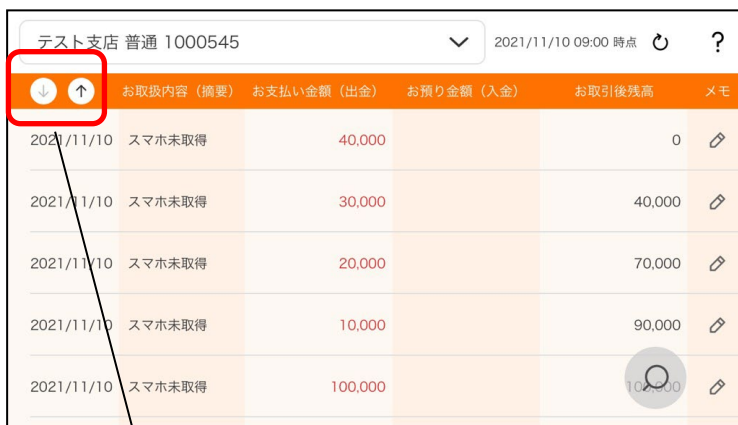 テスト支店 普通 1000545 2021/11/10 09:00 時点 ?
お取扱内容（摘要） お支払い金額（出金） お預り金額（入金） お取引後残高 メモ
2021/11/10 スマホ未取得 40,000 0
2021/11/10 スマホ未取得 30,000 40,000
2021/11/10 スマホ未取得 20,000 70,000
2021/11/10 スマホ未取得 10,000 90,000
2021/11/10 スマホ未取得 100,000